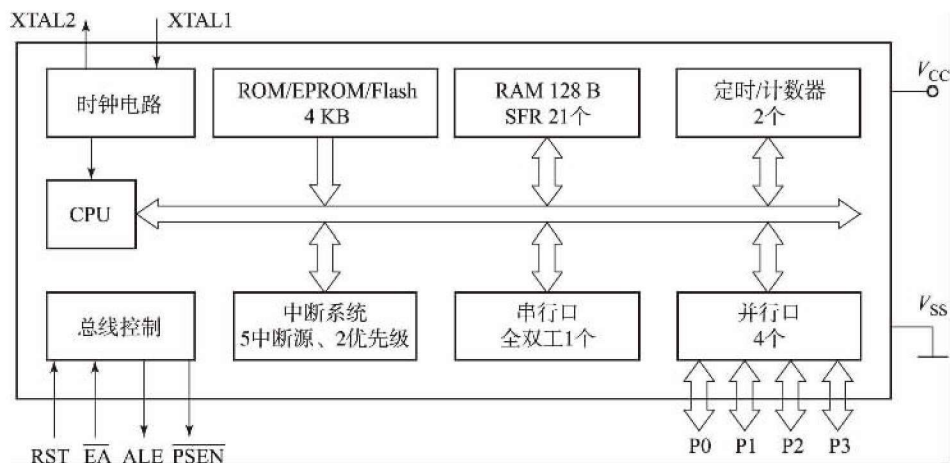 XTAL2 XTAL1
时钟电路
ROM/EPROM/Flash
4 KB
RAM 128 B
SFR 21个
定时/计数器
2个
VCC
CPU
总线控制
中断系统
5中断源、2优先级
串行口
全双工1个
并行口
4个
VSS
RST EA ALE PSEN
P0 P1 P2 P3